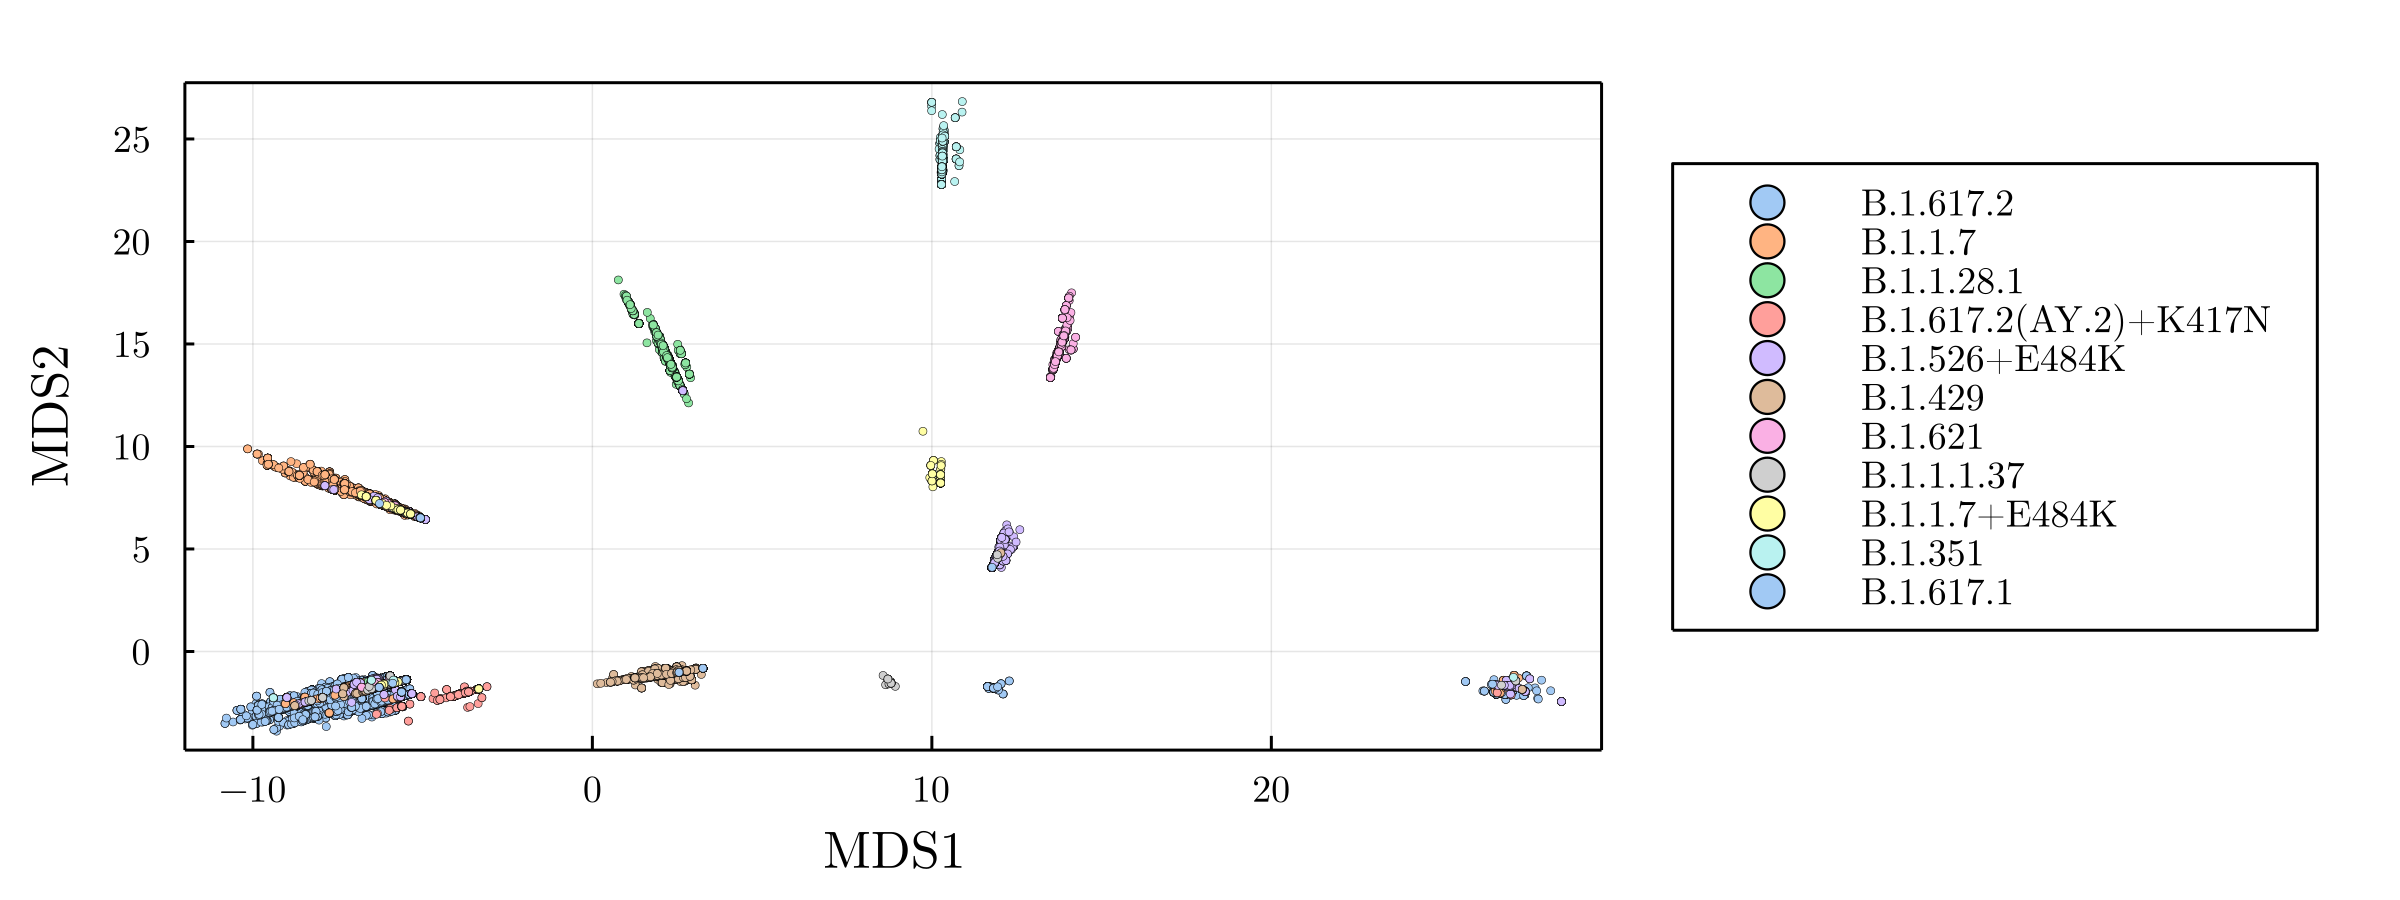 25
20
15
10
5
0
MDS2
−10 0 10 20
MDS1
B.1.617.2
B.1.1.7
B.1.1.28.1
B.1.617.2(AY.2)+K417N
B.1.526+E484K
B.1.429
B.1.621
B.1.1.1.37
B.1.1.7+E484K
B.1.351
B.1.617.1